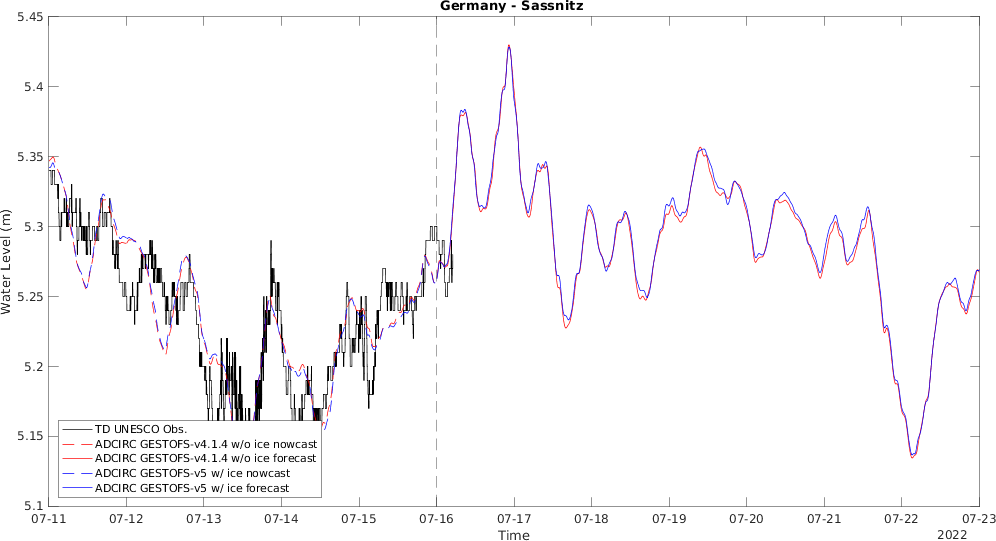 Germany - Sassnitz
5.45
5.4
5.35
5.3
5.25
5.2
5.15
5.1
Water Level (m)
TD UNESCO Obs.
ADCIRC GESTOFS-v4.1.4 w/o ice nowcast
ADCIRC GESTOFS-v4.1.4 w/o ice forecast
ADCIRC GESTOFS-v5 w/ ice nowcast
ADCIRC GESTOFS-v5 w/ ice forecast
07-11 07-12 07-13 07-14 07-15 07-16 07-17 07-18 07-19 07-20 07-21 07-22 07-23
Time
2022